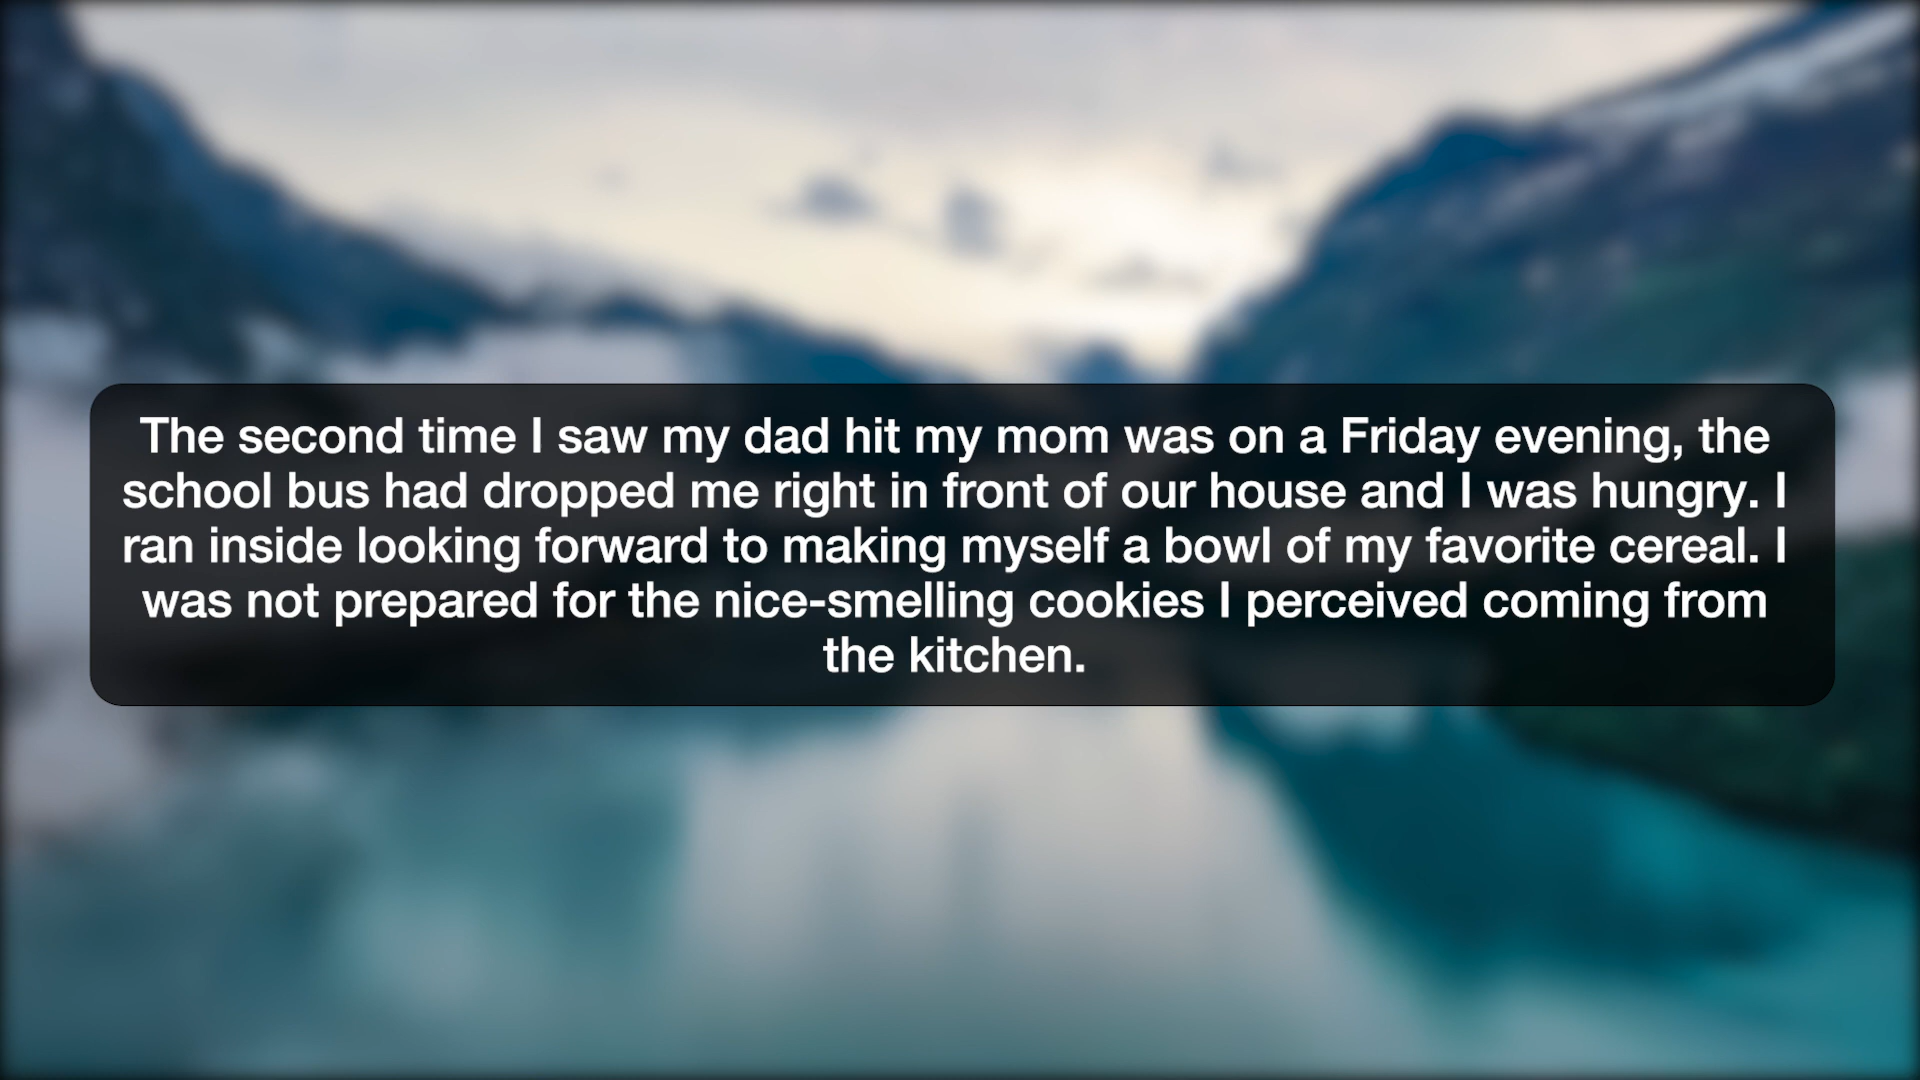 The second time I saw my dad hit my mom was on a Friday evening, the
school bus had dropped me right in front of our house and I was hungry. I
ran inside looking forward to making myself a bowl of my favorite cereal. I
was not prepared for the nice-smelling cookies I perceived coming from
the kitchen.